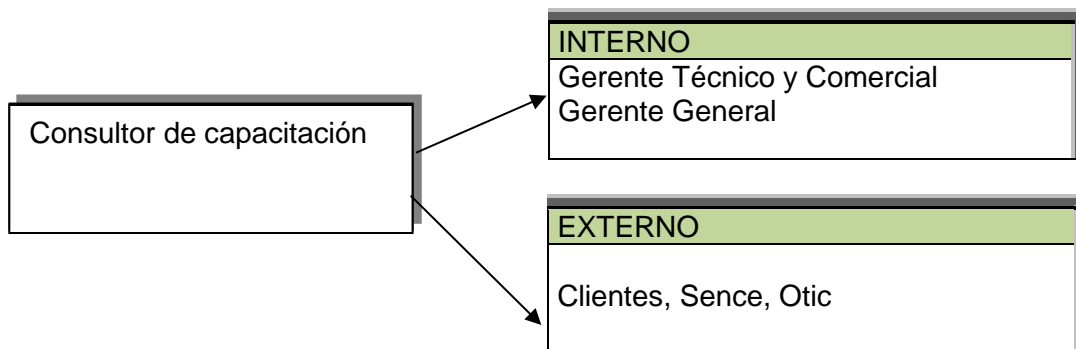 Consultor de capacitación
INTERNO
Gerente Técnico y Comercial
Gerente General
EXTERNO
Clientes, Sence, Otic